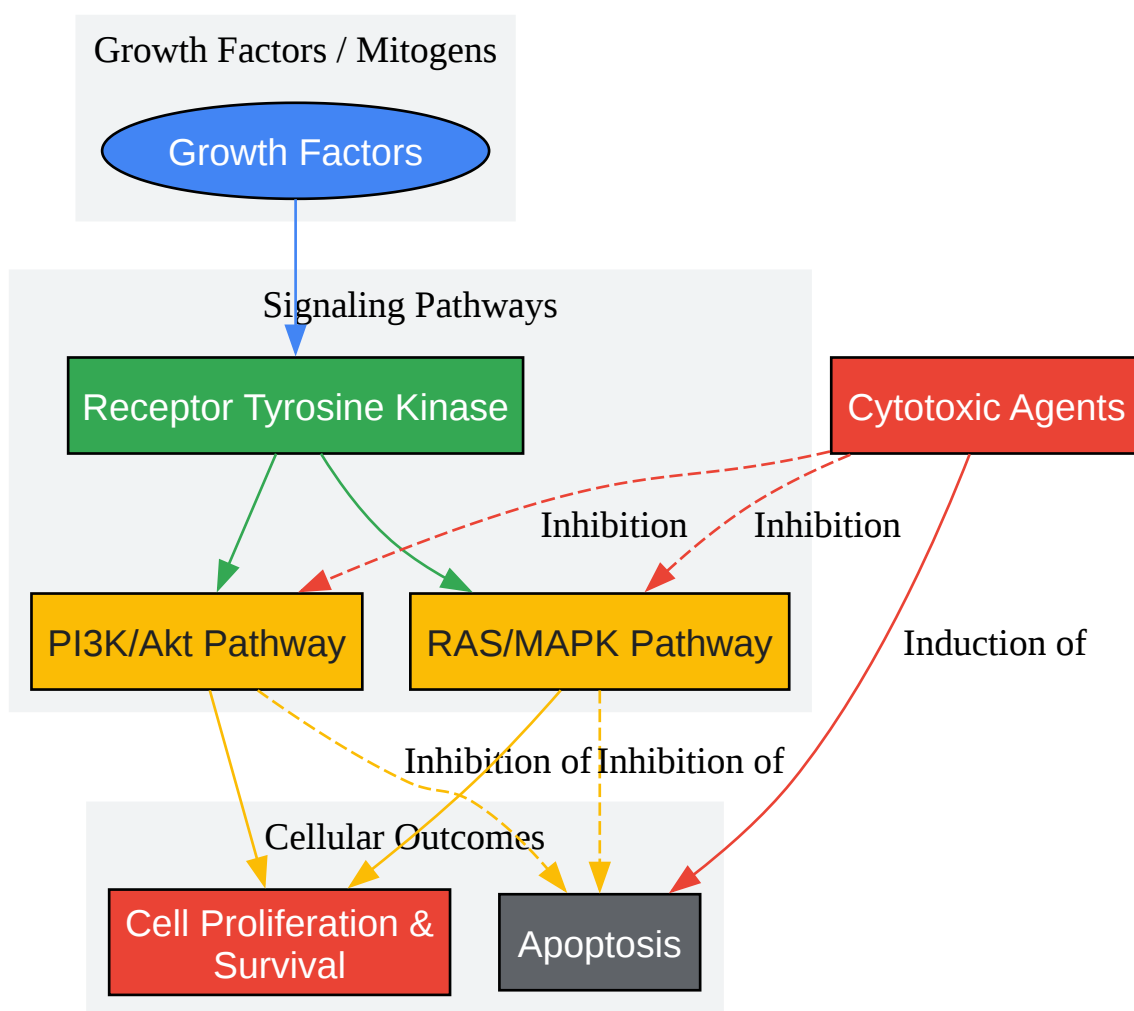 Growth Factors / Mitogens
Growth Factors
Signaling Pathways
Receptor Tyrosine Kinase
Cytotoxic Agents
Inhibition
Inhibition
PI3K/Akt Pathway
RAS/MAPK Pathway
Induction of
Inhibition of
Inhibition of
Cellular Outcomes
Cell Proliferation &
Survival
Apoptosis